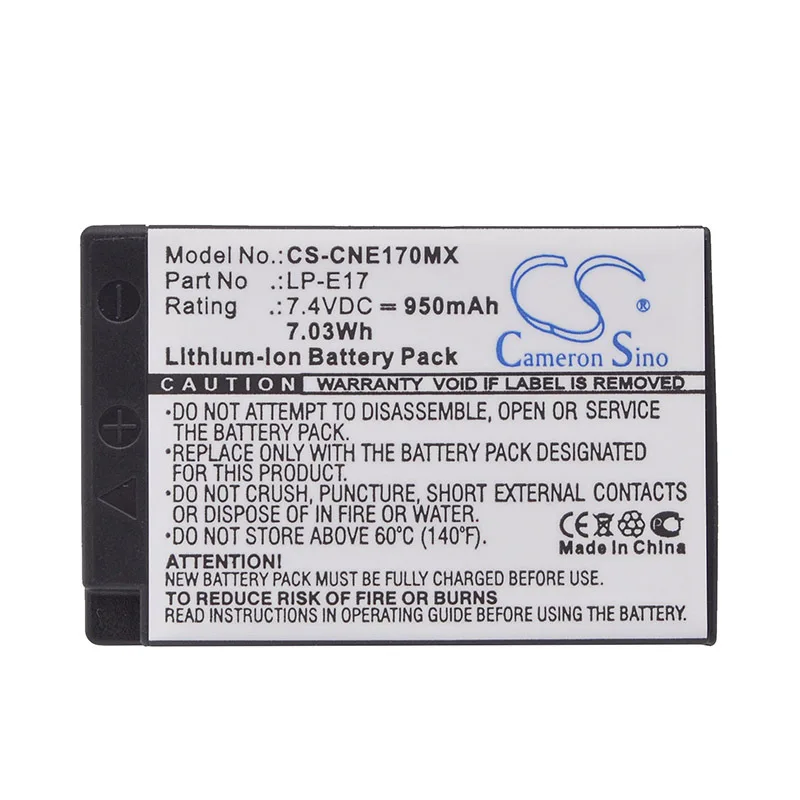 Model No.:CS-CNE170MX
Part No .:LP-E17
Rating .:7.4VDC = 950mAh
7.03Wh
Lithium-Ion Battery Pack
CS ®
Cameron Sino
CAUTION WARRANTY VOID IF LABEL IS REMOVED!
•DO NOT ATTEMPT TO DISASSEMBLE, OPEN OR SERVICE
THE BATTERY PACK.
•REPLACE ONLY WITH THE BATTERY PACK DESIGNATED
FOR THIS PRODUCT.
•DO NOT CRUSH, PUNCTURE, SHORT EXTERNAL CONTACTS
OR DISPOSE OF IN FIRE OR WATER.
•DO NOT STORE ABOVE 60°C (140°F)
CE
Made in China
ATTENTION!
NEW BATTERY PACK MUST BE FULLY CHARGED BEFORE USE.
TO REDUCE RISK OF FIRE OR BURNS
READ INSTRUCTIONS IN OPERATING GUIDE BEFORE USING THE BATTERY.